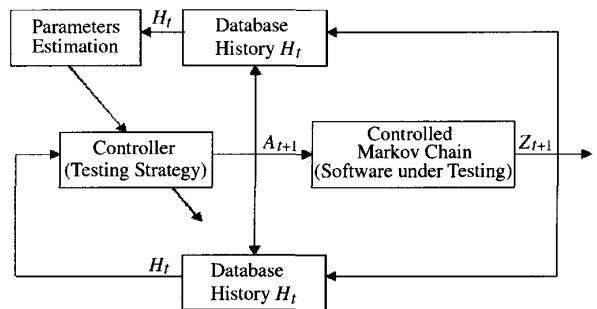 Parameters
Estimation
H_t
Database
History H_t
Controller
(Testing Strategy)
A_{t+1}
Controlled
Markov Chain
(Software under Testing)
Z_{t+1}
H_t
Database
History H_t